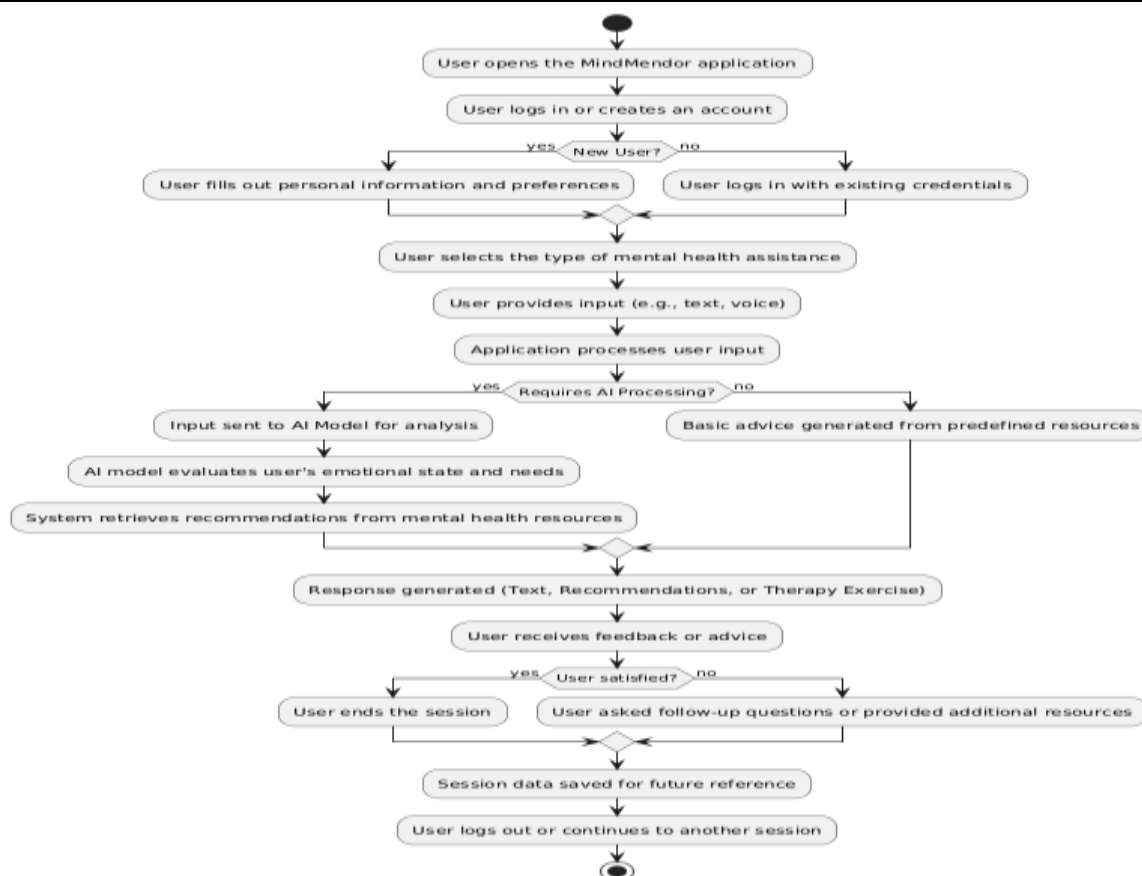 User opens the MindMendor application
User logs in or creates an account
yes New User? no
User fills out personal information and preferences User logs in with existing credentials
User selects the type of mental health assistance
User provides input (e.g., text, voice)
Application processes user input
yes Requires AI Processing? no
Input sent to AI Model for analysis Basic advice generated from predefined resources
AI model evaluates user's emotional state and needs
System retrieves recommendations from mental health resources
Response generated (Text, Recommendations, or Therapy Exercise)
User receives feedback or advice
yes User satisfied? no
User ends the session User asked follow-up questions or provided additional resources
Session data saved for future reference
User logs out or continues to another session